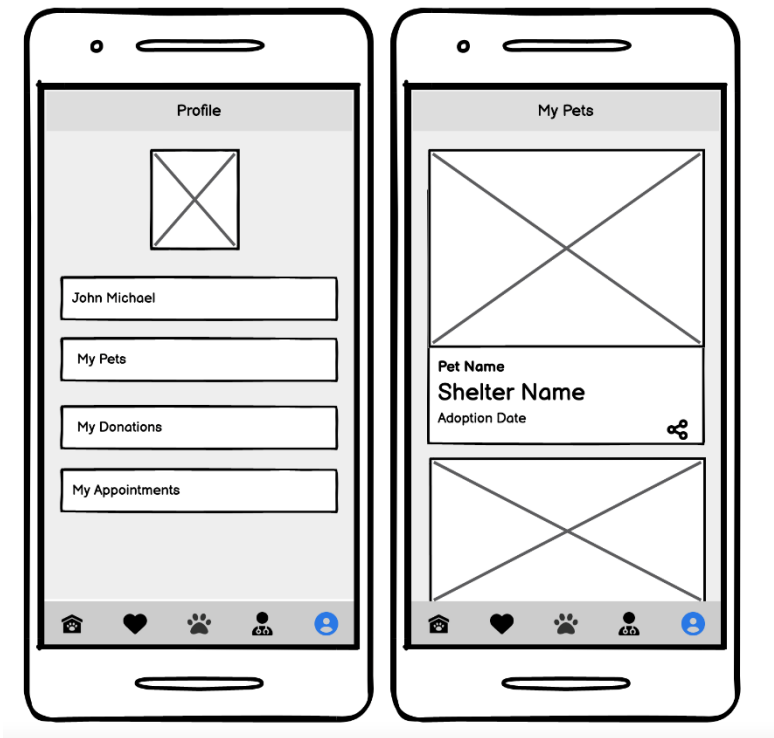 Profile
John Michael
My Pets
My Donations
My Appointments
My Pets
Pet Name
Shelter Name
Adoption Date